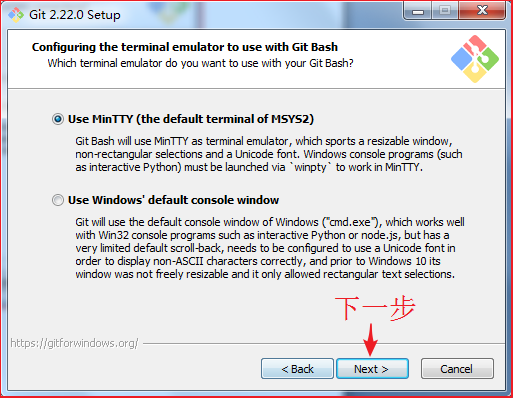 Git 2.22.0 Setup
Configuring the terminal emulator to use with Git Bash
Which terminal emulator do you want to use with your Git Bash?
Use MinTTY (the default terminal of MSYS2)
Git Bash will use MinTTY as terminal emulator, which sports a resizable window,
non-rectangular selections and a Unicode font. Windows console programs (such
as interactive Python) must be launched via `winpty` to work in MinTTY.
Use Windows' default console window
Git will use the default console window of Windows ("cmd.exe"), which works well
with Win32 console programs such as interactive Python or node.js, but has a
very limited default scroll-back, needs to be configured to use a Unicode font in
order to display non-ASCII characters correctly, and prior to Windows 10 its
window was not freely resizable and it only allowed rectangular text selections.
下一步
https://gitforwindows.org/
< Back
Next >
Cancel